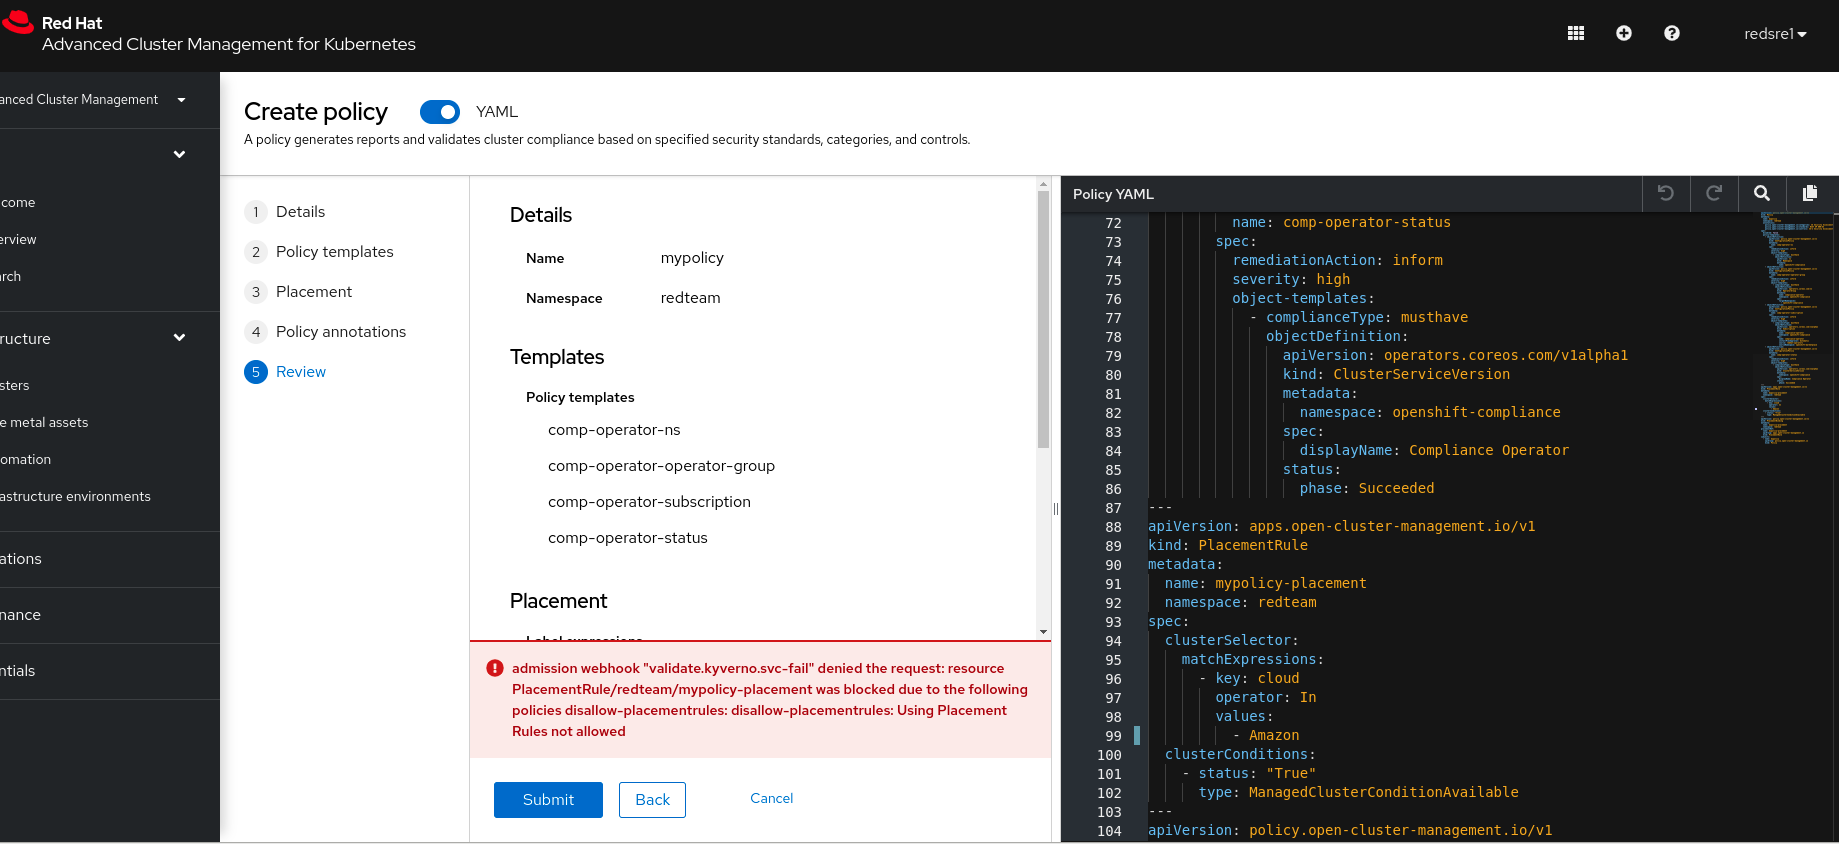 Red Hat
Advanced Cluster Management for Kubernetes
redsre1
anced Cluster Management
come
erview
rch
ructure
sters
e metal assets
omation
astructure environments
ations
nance
ntials
Create policy
YAML
A policy generates reports and validates cluster compliance based on specified security standards, categories, and controls.
1 Details
2 Policy templates
3 Placement
4 Policy annotations
5 Review
Details
Name mypolicy
Namespace redteam
Templates
Policy templates
comp-operator-ns
comp-operator-operator-group
comp-operator-subscription
comp-operator-status
Placement
Label expressions
admission webhook "validate.kyverno.svc-fail" denied the request: resource
PlacementRule/redteam/mypolicy-placement was blocked due to the following
policies disallow-placementrules: disallow-placementrules: Using Placement
Rules not allowed
Submit
Back
Cancel
Policy YAML
72 name: comp-operator-status
73 spec:
74 remediationAction: inform
75 severity: high
76 object-templates:
77 - complianceType: musthave
78 objectDefinition:
79 apiVersion: operators.coreos.com/v1alpha1
80 kind: ClusterServiceVersion
81 metadata:
82 namespace: openshift-compliance
83 spec:
84 displayName: Compliance Operator
85 status:
86 phase: Succeeded
87 ---
88 apiVersion: apps.open-cluster-management.io/v1
89 kind: PlacementRule
90 metadata:
91 name: mypolicy-placement
92 namespace: redteam
93 spec:
94 clusterSelector:
95 matchExpressions:
96 - key: cloud
97 operator: In
98 values:
99 - Amazon
100 clusterConditions:
101 - status: "True"
102 type: ManagedClusterConditionAvailable
103 ---
104 apiVersion: policy.open-cluster-management.io/v1